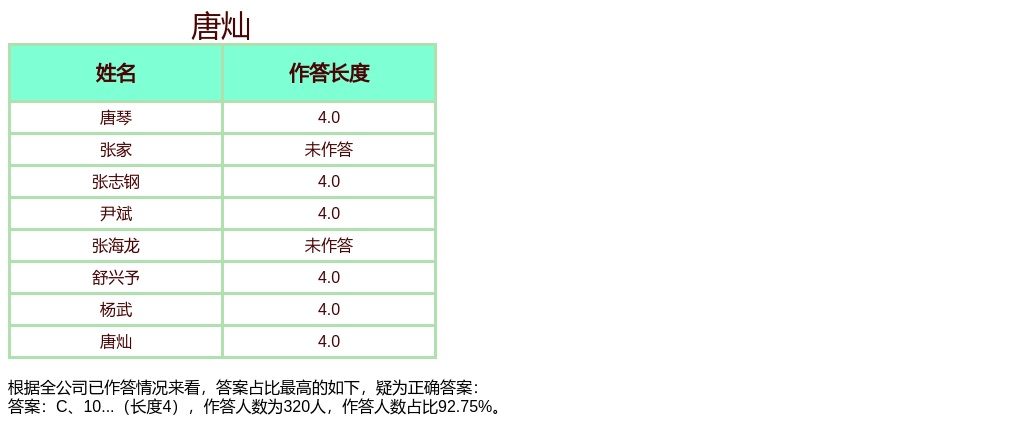 唐灿
姓名 作答长度
唐琴 4.0
张家 未作答
张志钢 4.0
尹斌 4.0
张海龙 未作答
舒兴予 4.0
杨武 4.0
唐灿 4.0
根据全公司已作答情况来看，答案占比最高的如下，疑为正确答案：
答案：C、10...（长度4），作答人数为320人，作答人数占比92.75%。